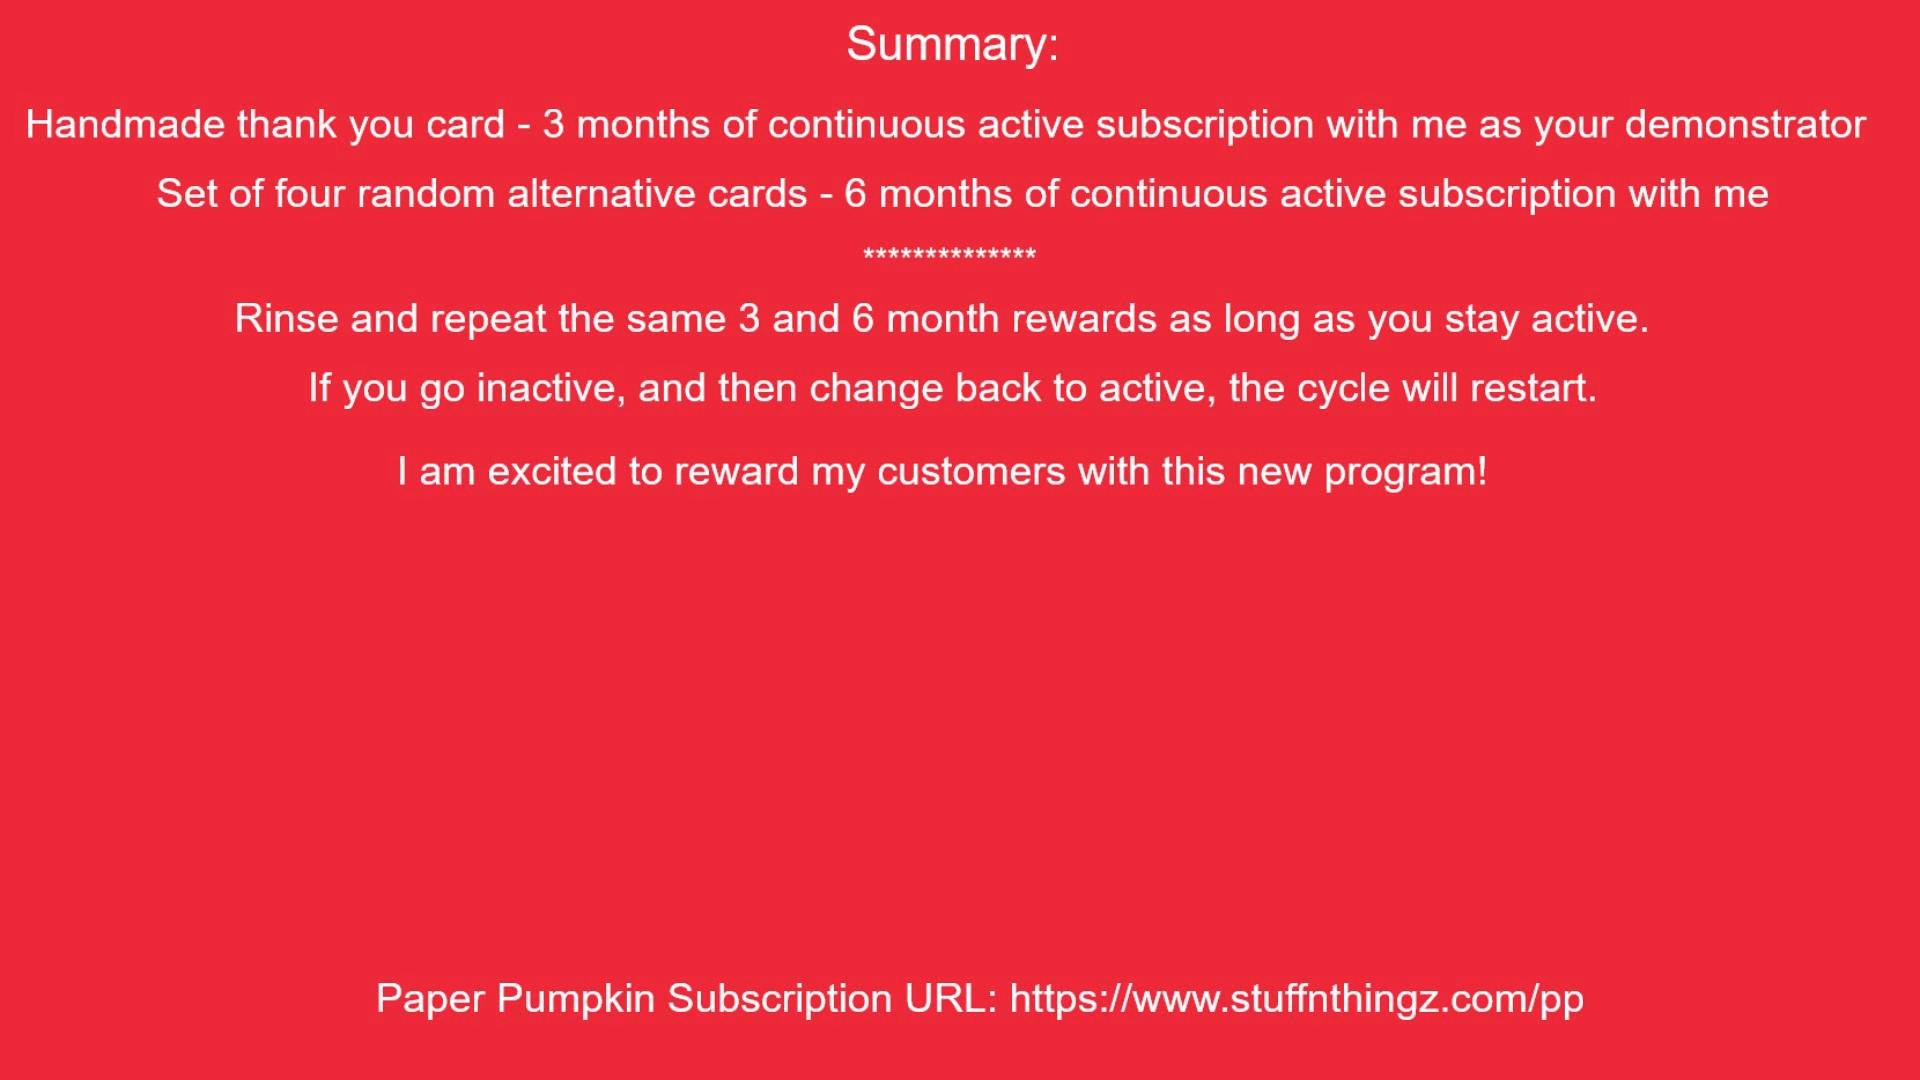 Summary:
Handmade thank you card - 3 months of continuous active subscription with me as your demonstrator
Set of four random alternative cards - 6 months of continuous active subscription with me
**************
Rinse and repeat the same 3 and 6 month rewards as long as you stay active.
If you go inactive, and then change back to active, the cycle will restart.
I am excited to reward my customers with this new program!
Paper Pumpkin Subscription URL: https://www.stuffnthingz.com/pp